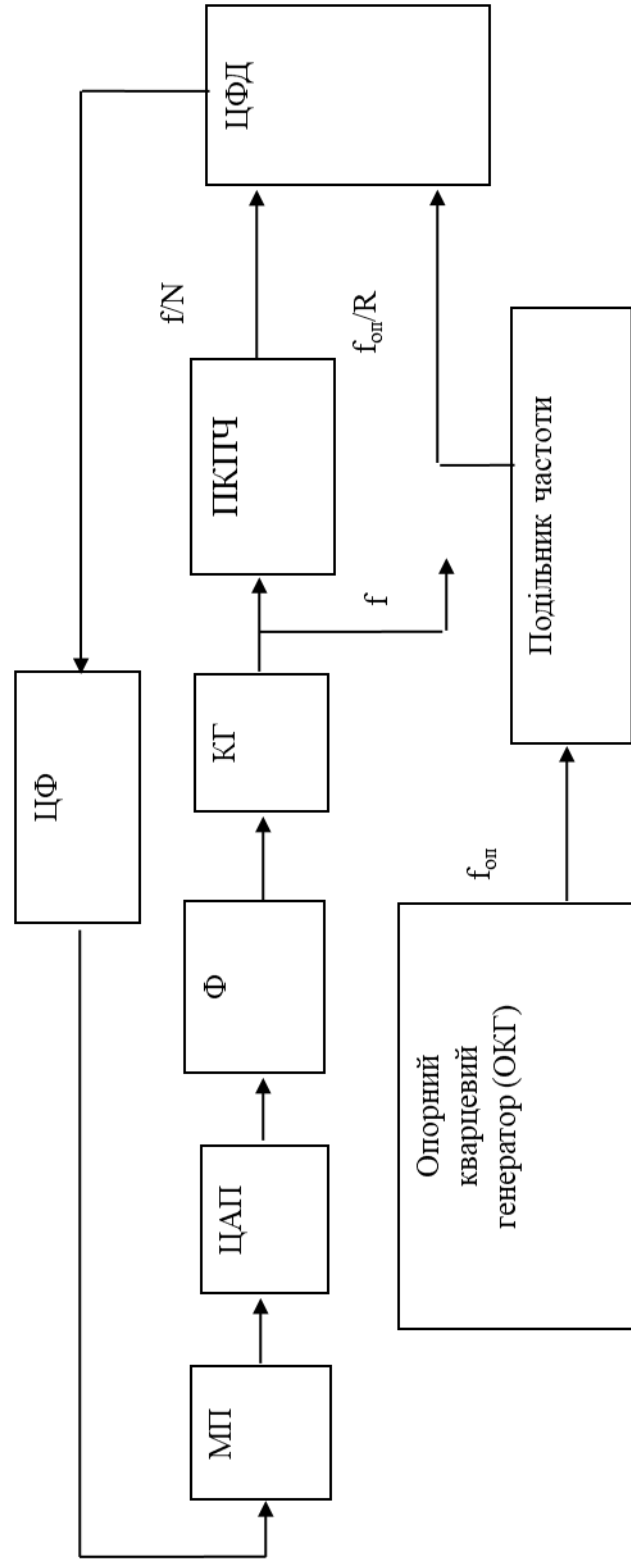 ЦФ
МП
ЦАП
Ф
КГ
ПКПЧ
f/N
ЦФД
f
fоп/R
Опорний
кварцевий
генератор (ОКГ)
fоп
Подільник частоти